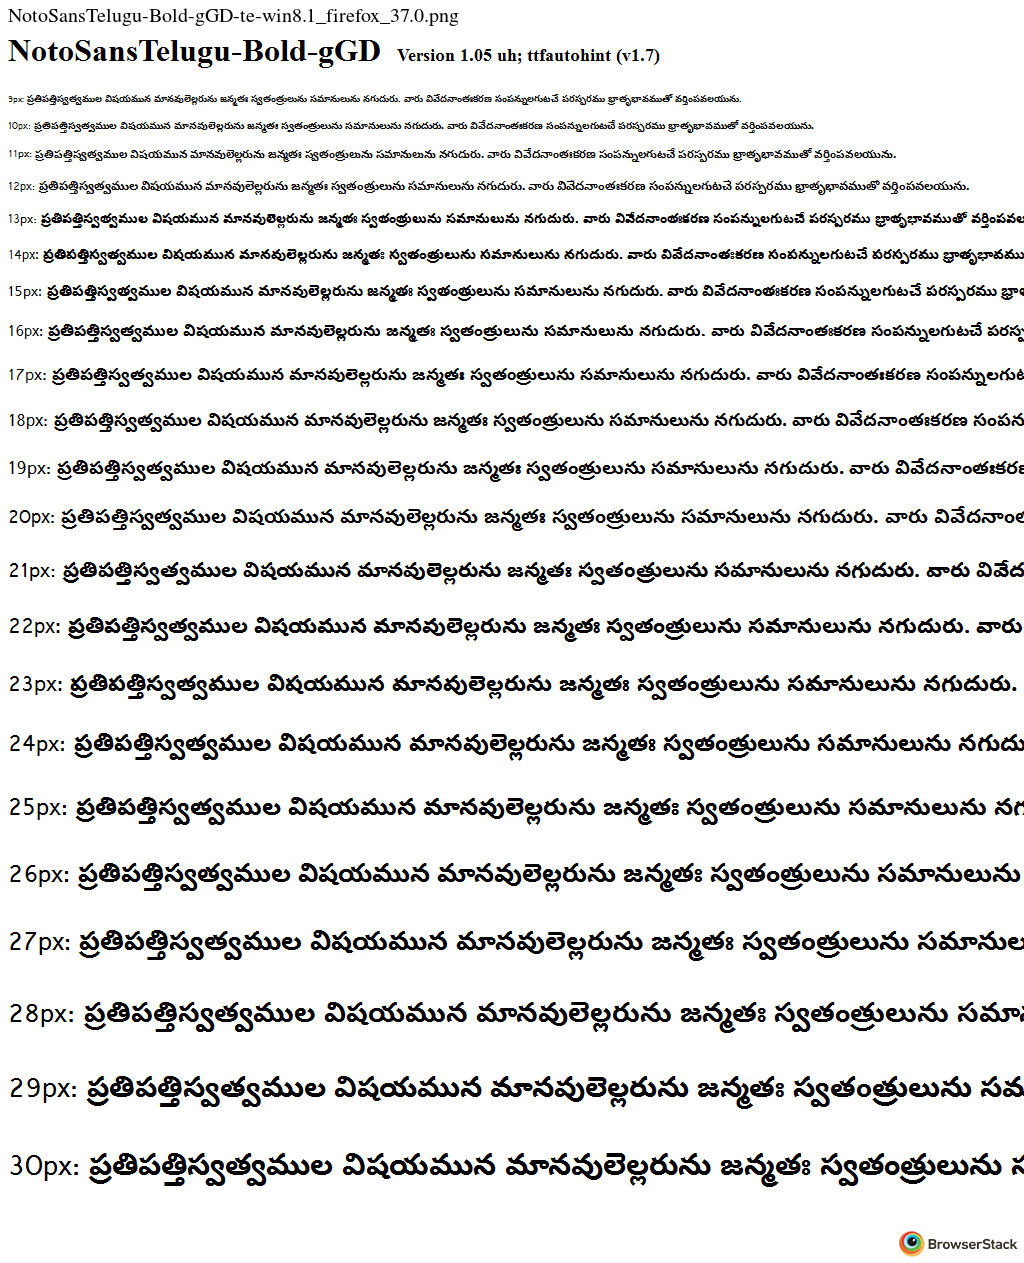 NotoSansTelugu-Bold-gGD-te-win8.1_firefox_37.0.png
NotoSansTelugu-Bold-gGD Version 1.05 uh; ttfautohint (v1.7)
9px: ప్రతిపత్తిస్వత్వముల విషయమున మానవులెల్లరును జన్మతః స్వతంత్రులును సమానులును నగుదురు. వారు వివేదనాంతఃకరణ సంపన్నులగుటచే పరస్పరము భ్రాతృభావముతో వర్తింపవలయును.
10px: ప్రతిపత్తిస్వత్వముల విషయమున మానవులెల్లరును జన్మతః స్వతంత్రులును సమానులును నగుదురు. వారు వివేదనాంతఃకరణ సంపన్నులగుటచే పరస్పరము భ్రాతృభావముతో వర్తింపవలయును.
11px: ప్రతిపత్తిస్వత్వముల విషయమున మానవులెల్లరును జన్మతః స్వతంత్రులును సమానులును నగుదురు. వారు వివేదనాంతఃకరణ సంపన్నులగుటచే పరస్పరము భ్రాతృభావముతో వర్తింపవలయును.
12px: ప్రతిపత్తిస్వత్వముల విషయమున మానవులెల్లరును జన్మతః స్వతంత్రులును సమానులును నగుదురు. వారు వివేదనాంతఃకరణ సంపన్నులగుటచే పరస్పరము భ్రాతృభావముతో వర్తింపవలయును.
13px: ప్రతిపత్తిస్వత్వముల విషయమున మానవులెల్లరును జన్మతః స్వతంత్రులును సమానులును నగుదురు. వారు వివేదనాంతఃకరణ సంపన్నులగుటచే పరస్పరము భ్రాతృభావముతో వర్తింపవల
14px: ప్రతిపత్తిస్వత్వముల విషయమున మానవులెల్లరును జన్మతః స్వతంత్రులును సమానులును నగుదురు. వారు వివేదనాంతఃకరణ సంపన్నులగుటచే పరస్పరము భ్రాతృభావము
15px: ప్రతిపత్తిస్వత్వముల విషయమున మానవులెల్లరును జన్మతః స్వతంత్రులును సమానులును నగుదురు. వారు వివేదనాంతఃకరణ సంపన్నులగుటచే పరస్పరము భ్రా
16px: ప్రతిపత్తిస్వత్వముల విషయమున మానవులెల్లరును జన్మతః స్వతంత్రులును సమానులును నగుదురు. వారు వివేదనాంతఃకరణ సంపన్నులగుటచే పరస్ప
17px: ప్రతిపత్తిస్వత్వముల విషయమున మానవులెల్లరును జన్మతః స్వతంత్రులును సమానులును నగుదురు. వారు వివేదనాంతఃకరణ సంపన్నులగుట
18px: ప్రతిపత్తిస్వత్వముల విషయమున మానవులెల్లరును జన్మతః స్వతంత్రులును సమానులును నగుదురు. వారు వివేదనాంతఃకరణ సంపన
19px: ప్రతిపత్తిస్వత్వముల విషయమున మానవులెల్లరును జన్మతః స్వతంత్రులును సమానులును నగుదురు. వారు వివేదనాంతఃకరణ
20px: ప్రతిపత్తిస్వత్వముల విషయమున మానవులెల్లరును జన్మతః స్వతంత్రులును సమానులును నగుదురు. వారు వివేదనాంత
21px: ప్రతిపత్తిస్వత్వముల విషయమున మానవులెల్లరును జన్మతః స్వతంత్రులును సమానులును నగుదురు. వారు వివేద
22px: ప్రతిపత్తిస్వత్వముల విషయమున మానవులెల్లరును జన్మతః స్వతంత్రులును సమానులును నగుదురు. వారు
23px: ప్రతిపత్తిస్వత్వముల విషయమున మానవులెల్లరును జన్మతః స్వతంత్రులును సమానులును నగుదురు.
24px: ప్రతిపత్తిస్వత్వముల విషయమున మానవులెల్లరును జన్మతః స్వతంత్రులును సమానులును నగుదు
25px: ప్రతిపత్తిస్వత్వముల విషయమున మానవులెల్లరును జన్మతః స్వతంత్రులును సమానులును నగ
26px: ప్రతిపత్తిస్వత్వముల విషయమున మానవులెల్లరును జన్మతః స్వతంత్రులును సమానులును
27px: ప్రతిపత్తిస్వత్వముల విషయమున మానవులెల్లరును జన్మతః స్వతంత్రులును సమానుల
28px: ప్రతిపత్తిస్వత్వముల విషయమున మానవులెల్లరును జన్మతః స్వతంత్రులును సమాన
29px: ప్రతిపత్తిస్వత్వముల విషయమున మానవులెల్లరును జన్మతః స్వతంత్రులును సమ
30px: ప్రతిపత్తిస్వత్వముల విషయమున మానవులెల్లరును జన్మతః స్వతంత్రులును స
BrowserStack